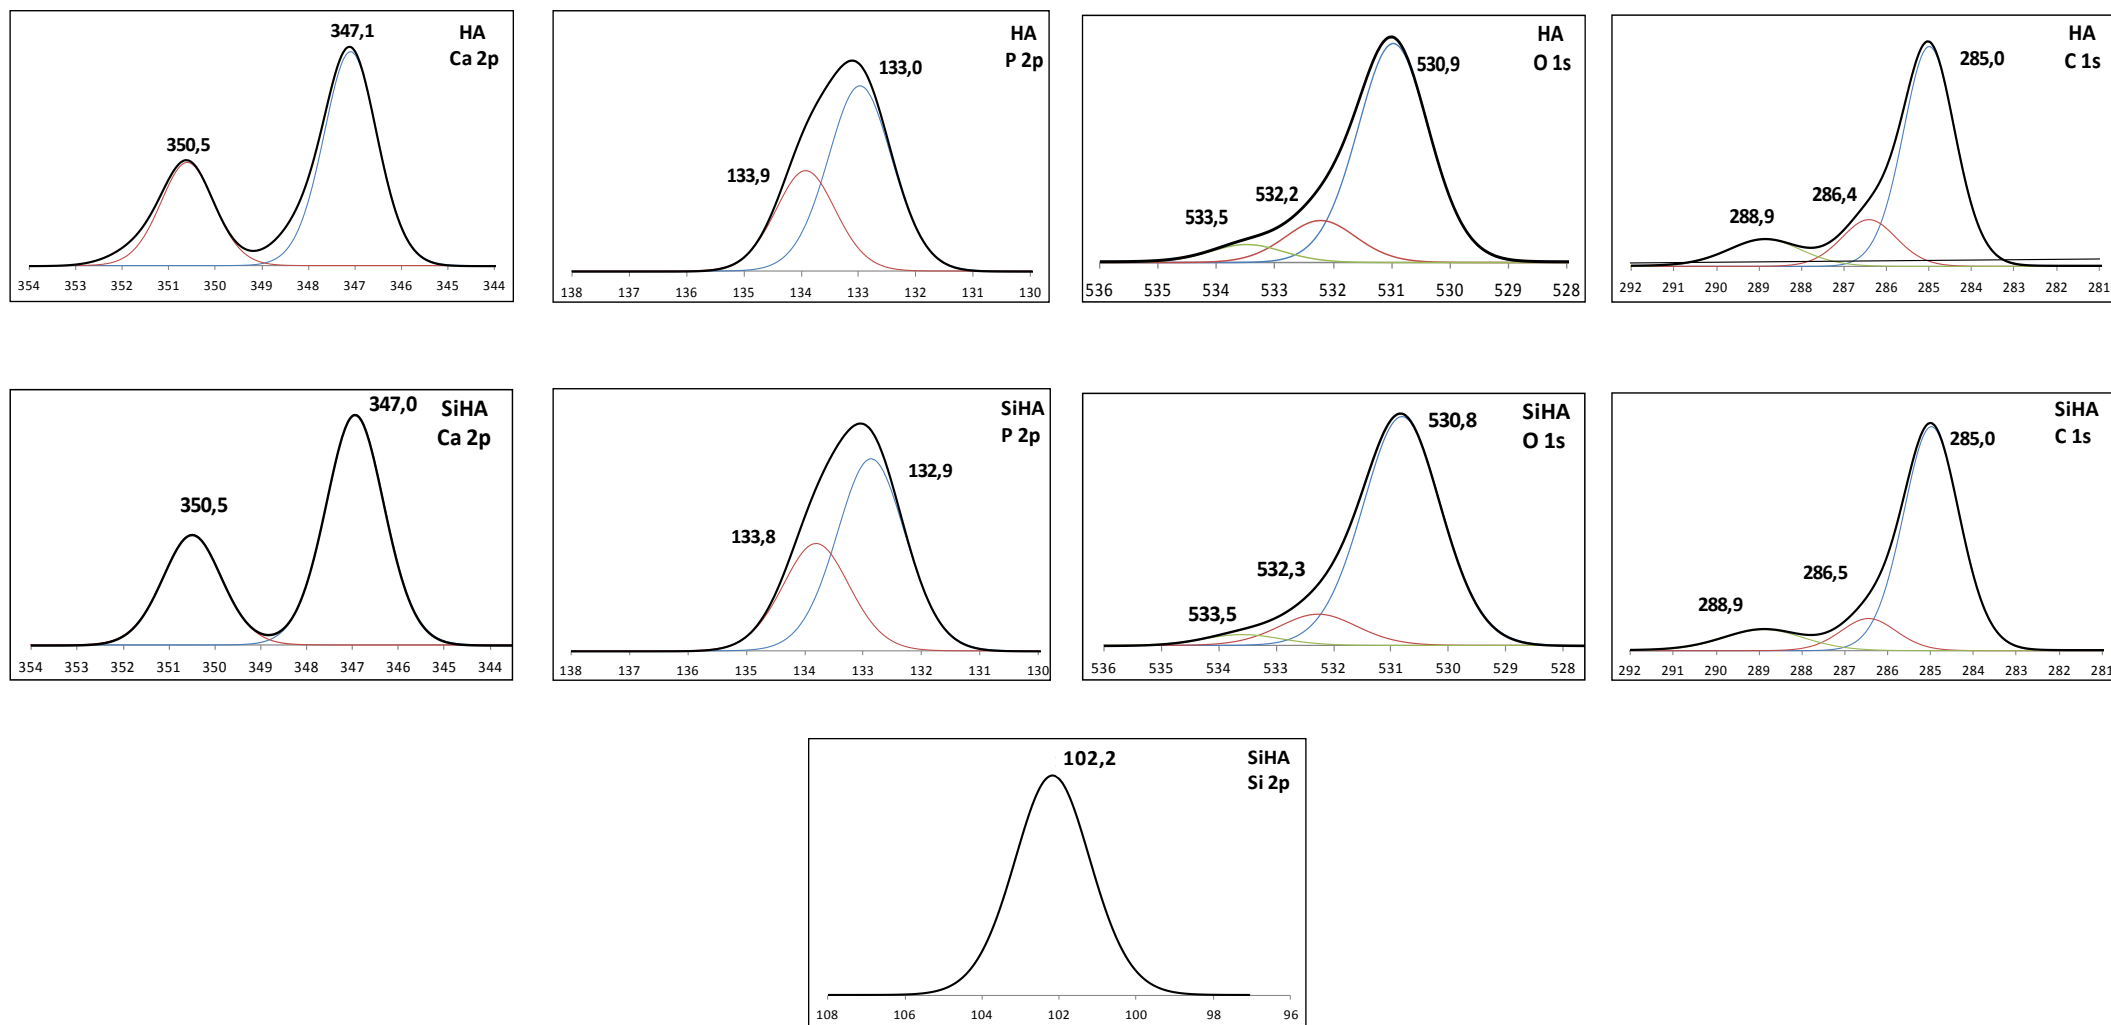 HA
Ca 2p
347,1
350,5
354 353 352 351 350 349 348 347 346 345 344
HA
P 2p
133,0
133,9
138 137 136 135 134 133 132 131 130
HA
O 1s
530,9
532,2
533,5
536 535 534 533 532 531 530 529 528
HA
C 1s
285,0
286,4
288,9
292 291 290 289 288 287 286 285 284 283 282 281
SiHA
Ca 2p
347,0
350,5
354 353 352 351 350 349 348 347 346 345 344
SiHA
P 2p
132,9
133,8
138 137 136 135 134 133 132 131 130
SiHA
O 1s
530,8
532,3
533,5
536 535 534 533 532 531 530 529 528
SiHA
C 1s
285,0
286,5
288,9
292 291 290 289 288 286 285 284 283 282 281
SiHA
Si 2p
102,2
108 106 104 102 100 98 96